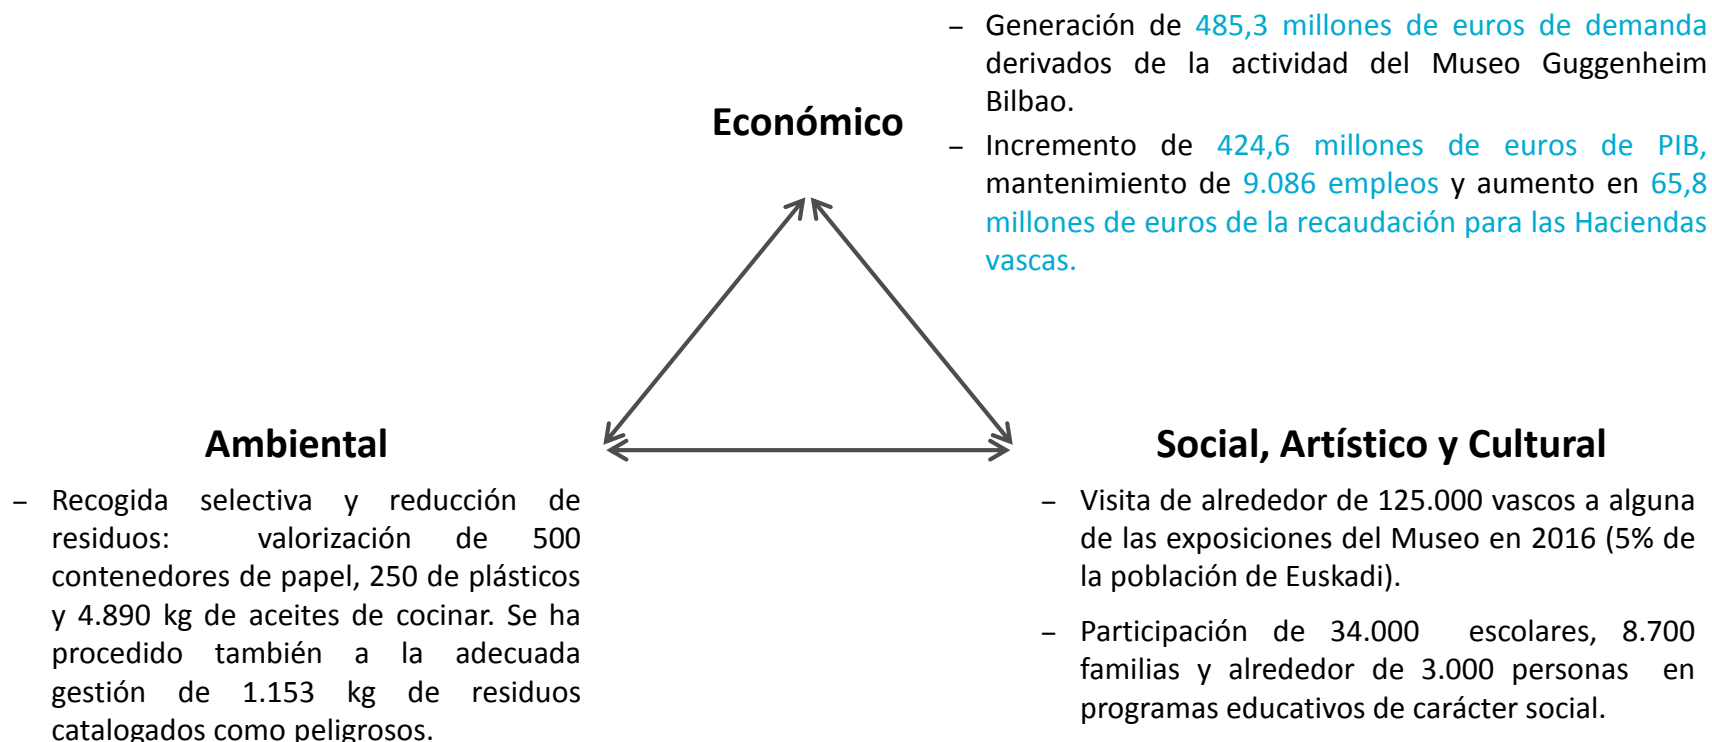 Económico
– Generación de 485,3 millones de euros de demanda
derivados de la actividad del Museo Guggenheim
Bilbao.
– Incremento de 424,6 millones de euros de PIB,
mantenimiento de 9.086 empleos y aumento en 65,8
millones de euros de la recaudación para las Haciendas
vascas.
Ambiental
– Recogida selectiva y reducción de
residuos: valorización de 500
contenedores de papel, 250 de plásticos
y 4.890 kg de aceites de cocinar. Se ha
procedido también a la adecuada
gestión de 1.153 kg de residuos
catalogados como peligrosos.
Social, Artístico y Cultural
– Visita de alrededor de 125.000 vascos a alguna
de las exposiciones del Museo en 2016 (5% de
la población de Euskadi).
– Participación de 34.000 escolares, 8.700
familias y alrededor de 3.000 personas en
programas educativos de carácter social.